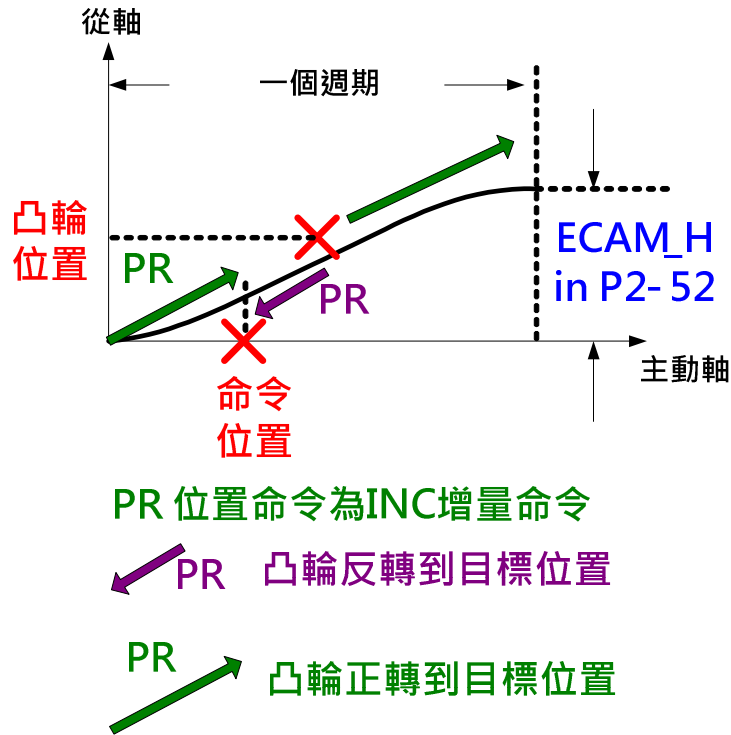 從軸
一個週期
凸輪
位置
PR
PR
ECAM_H
in P2-52
主動軸
命令
位置
PR 位置命令為INC增量命令
PR 凸輪反轉到目標位置
PR
凸輪正轉到目標位置